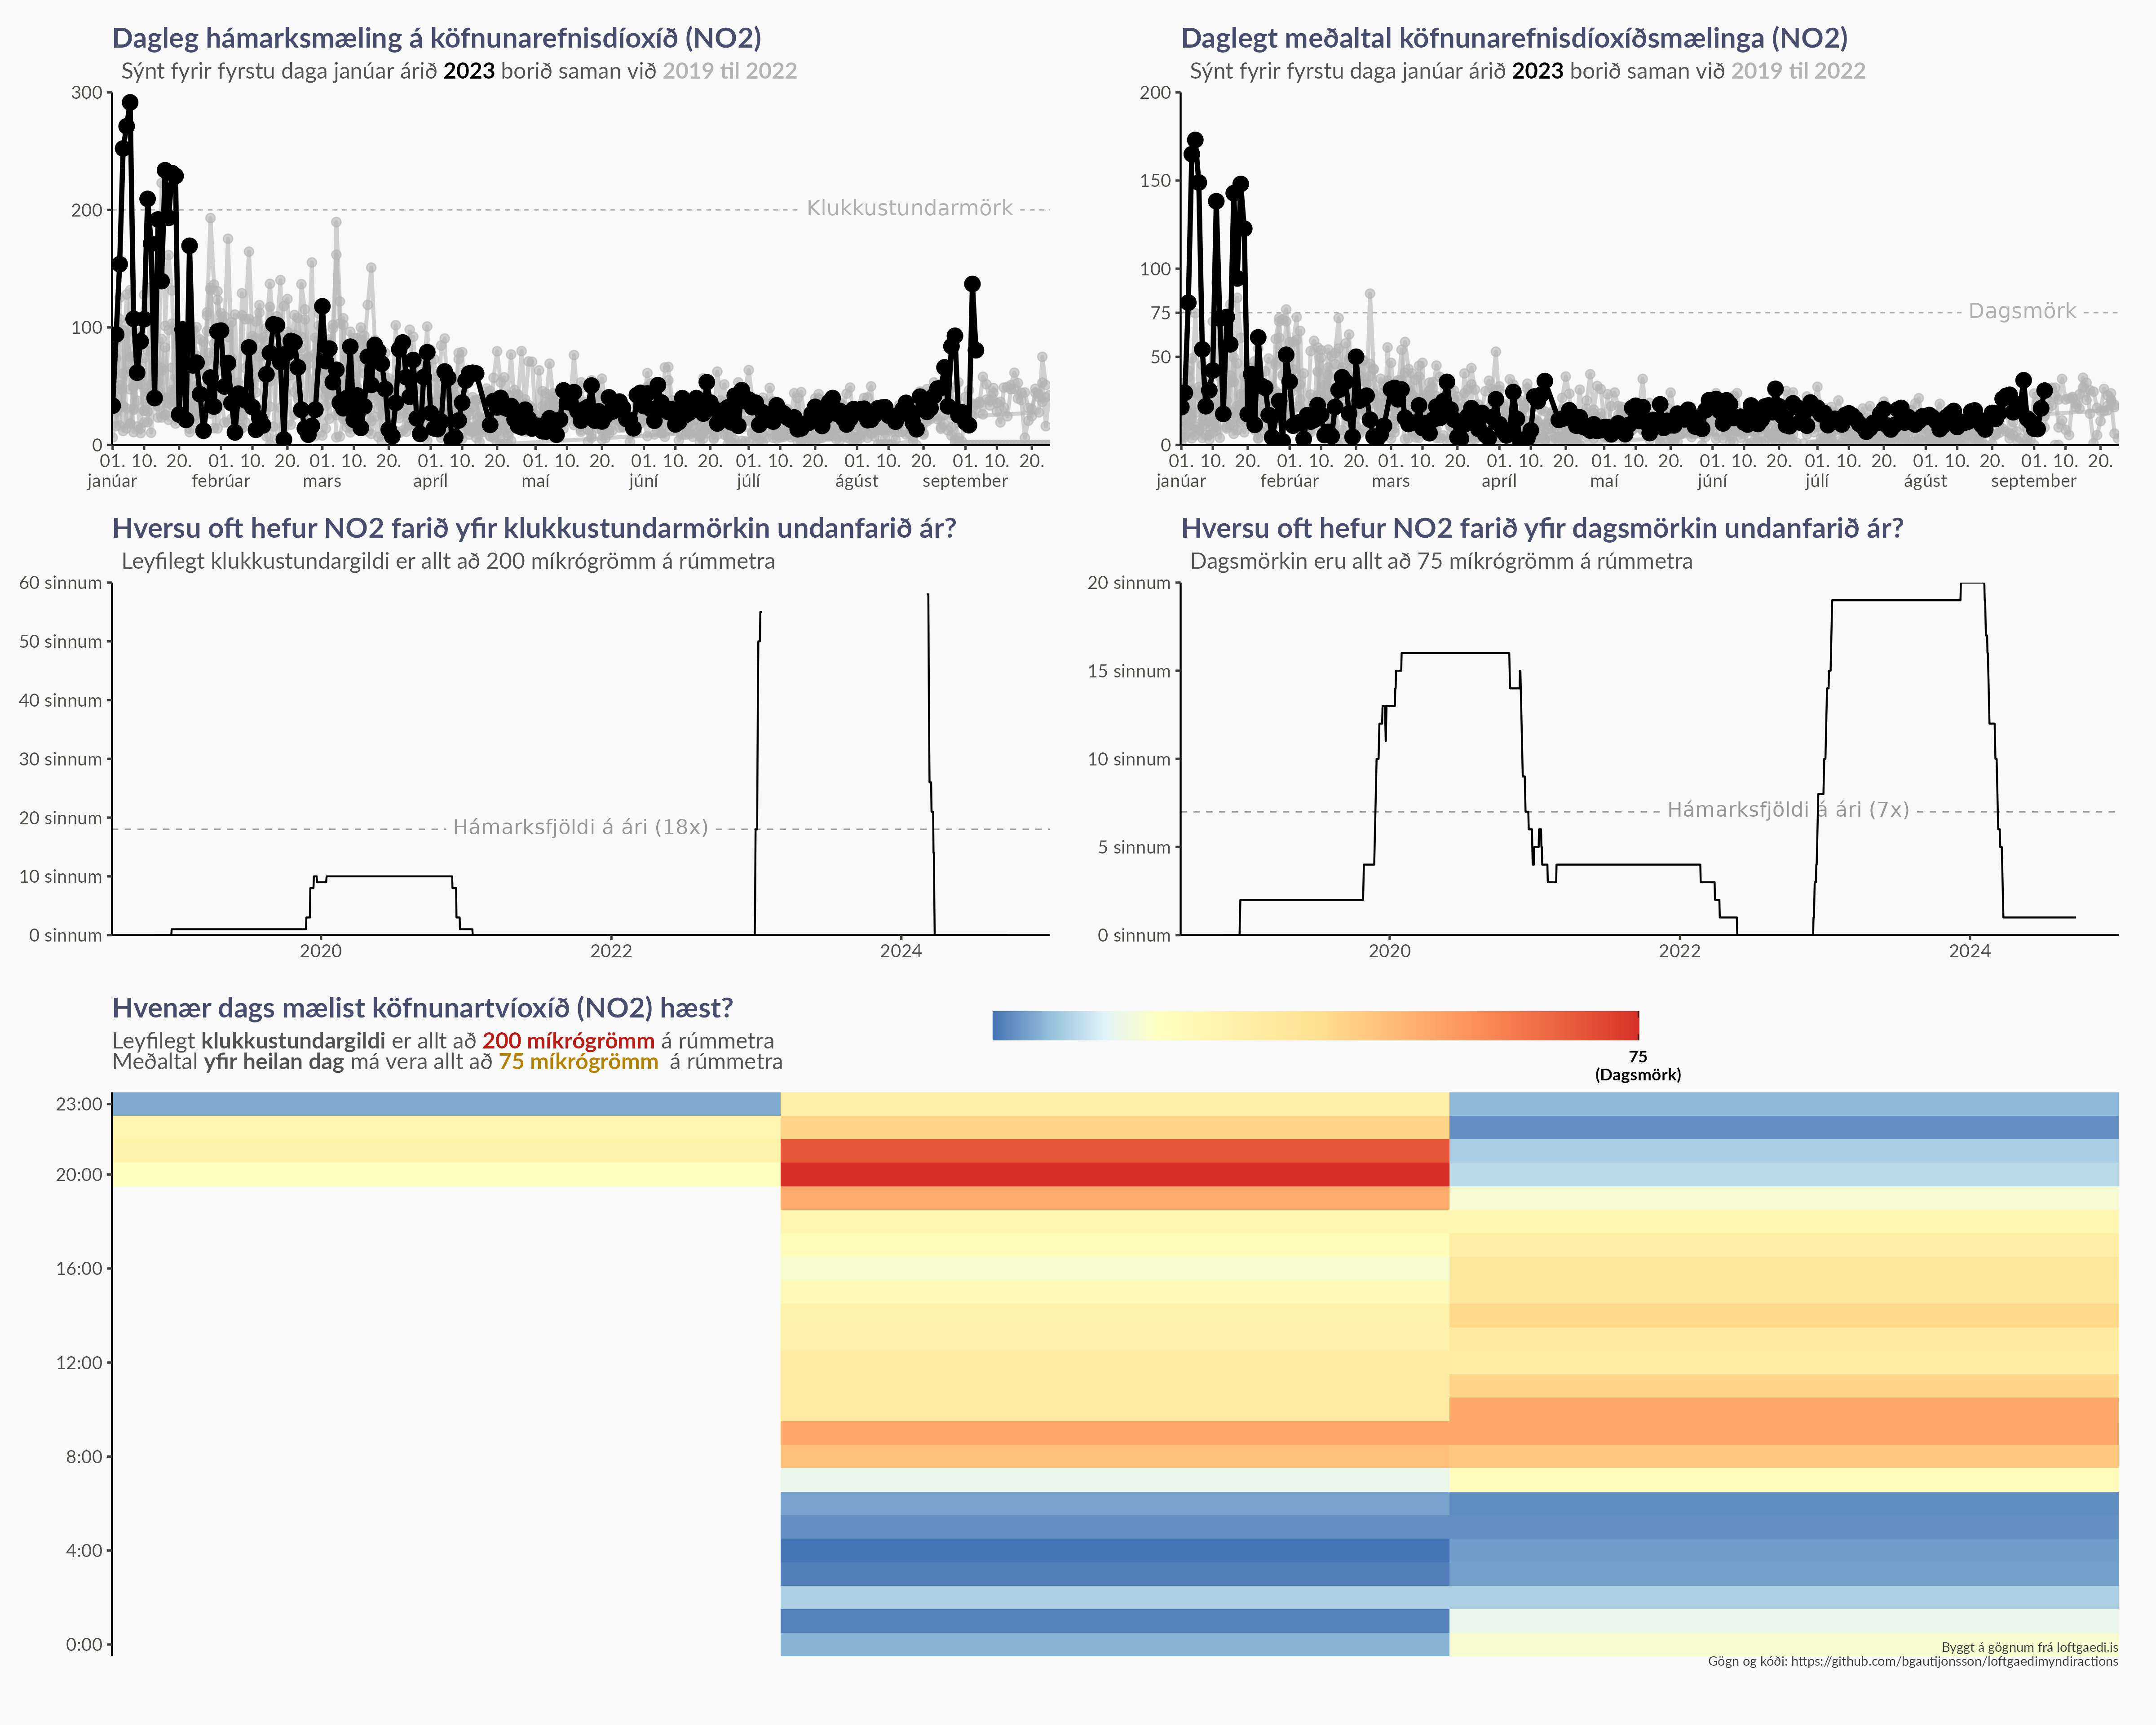 Dagleg hámarksmæling á köfnunarefnisdíoxíð (NO2)
Sýnt fyrir fyrstu daga janúar árið 2023 borið saman við 2019 til 2022
300
200
100
0
Klukkustundarmörk
01. 10. 20. 01. 10. 20. 01. 10. 20. 01. 10. 20. 01. 10. 20. 01. 10. 20. 01. 10. 20. 01. 10. 20. 01. 10. 20.
janúar febrúar mars apríl maí júní júlí ágúst september
Daglegt meðaltal köfnunarefnisdíoxíðsmælinga (NO2)
Sýnt fyrir fyrstu daga janúar árið 2023 borið saman við 2019 til 2022
200
150
100
75
50
0
Dagsmörk
01. 10. 20. 01. 10. 20. 01. 10. 20. 01. 10. 20. 01. 10. 20. 01. 10. 20. 01. 10. 20. 01. 10. 20. 01. 10. 20.
janúar febrúar mars apríl maí júní júlí ágúst september
Hversu oft hefur NO2 farið yfir klukkustundarmörkin undanfarið ár?
Leyfilegt klukkustundargildi er allt að 200 míkrógrömm á rúmmetra
60 sinnum
50 sinnum
40 sinnum
30 sinnum
20 sinnum
10 sinnum
0 sinnum
Hámarksfjöldi á ári (18x)
2020 2022 2024
Hversu oft hefur NO2 farið yfir dagsmörkin undanfarið ár?
Dagsmörkin eru allt að 75 míkrógrömm á rúmmetra
20 sinnum
15 sinnum
10 sinnum
5 sinnum
0 sinnum
Hámarksfjöldi á ári (7x)
2020 2022 2024
Hvenær dags mælist köfnunartvíoxíð (NO2) hæst?
Leyfilegt klukkustundargildi er allt að 200 míkrógrömm á rúmmetra
Meðaltal yfir heilan dag má vera allt að 75 míkrógrömm á rúmmetra
75
(Dagsmörk)
23:00
20:00
16:00
12:00
8:00
4:00
0:00
Byggt á gögnum frá loftgaedi.is
Gögn og kóði: https://github.com/bgautijonsson/loftgaedimyndiractions